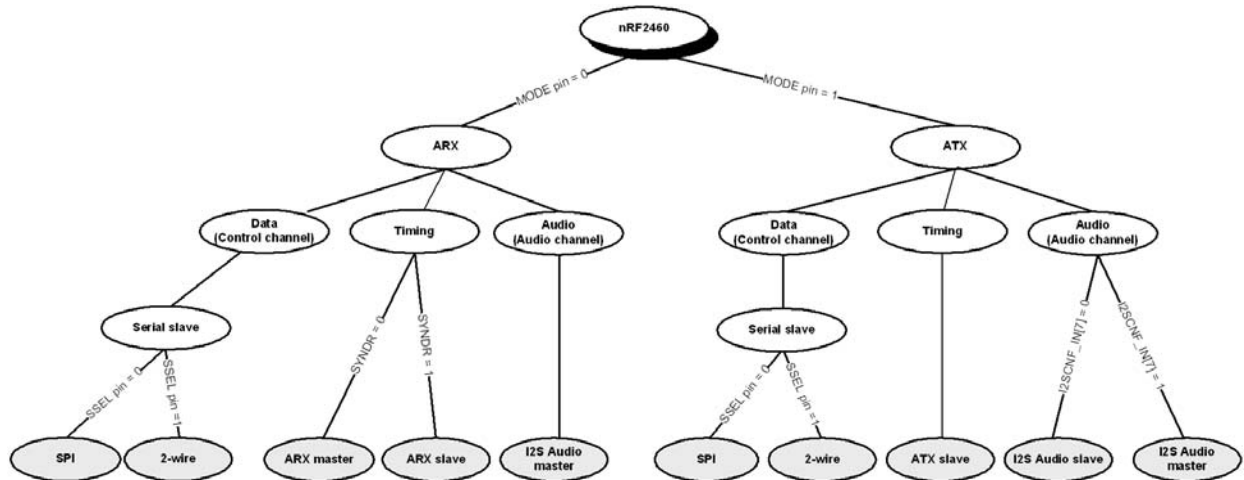 nRF2460
MODE pin = 0
MODE pin = 1
ARX
ATX
Data
(Control channel)
Timing
Audio
(Audio channel)
Data
(Control channel)
Timing
Audio
(Audio channel)
Serial slave
SYNDR = 0
SYNDR = 1
Serial slave
I2SCNF_IN[7] = 0
I2SCNF_IN[7] = 1
SSEL pin = 0
SSEL pin =1
SSEL pin = 0
SSEL pin =1
SPI
2-wire
ARX master
ARX slave
I2S Audio
master
SPI
2-wire
ATX slave
I2S Audio slave
I2S Audio
master